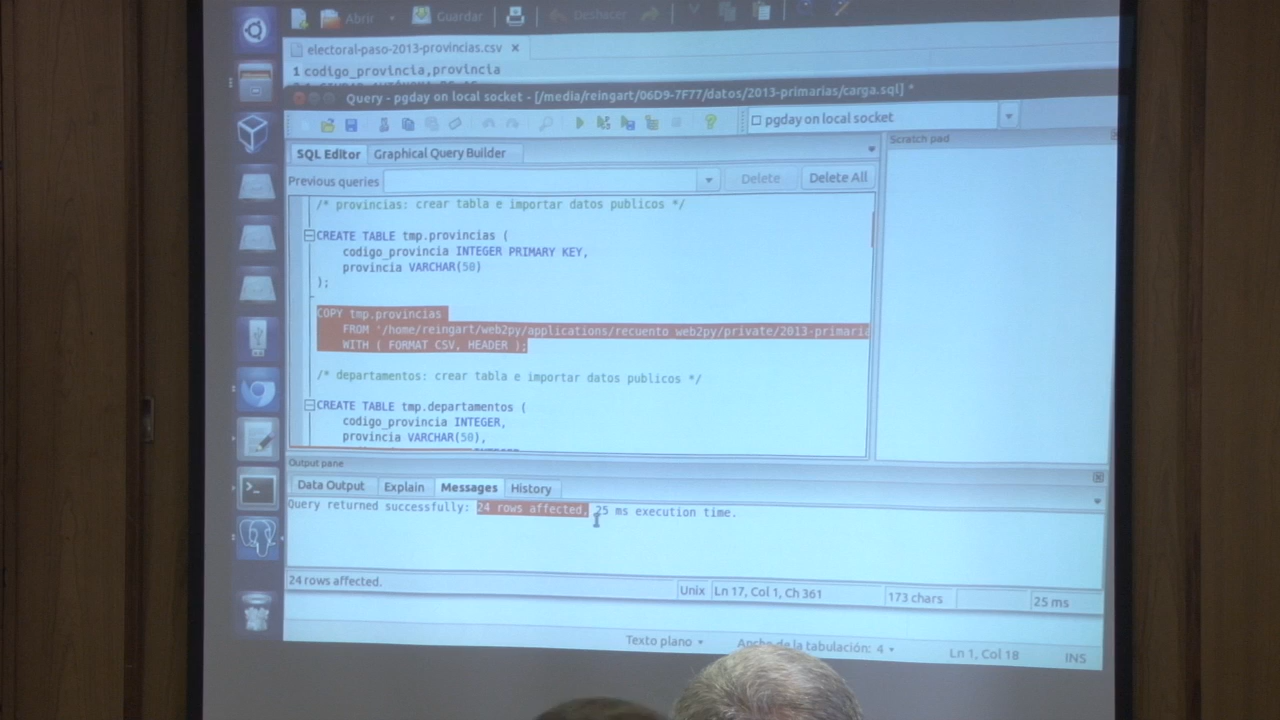 Abrir
Guardar
Deshacer
electoral-paso-2013-provincias.csv ×
1 codigo_provincia,provincia
Query - pgday on local socket - [/media/reingart/06D9-7F77/datos/2013-primarias/carga.sql] *
pgday on local socket
SQL Editor
Graphical Query Builder
Scratch pad
Previous queries
Delete
Delete All
/* provincias: crear tabla e importar datos publicos */
CREATE TABLE tmp.provincias (
codigo_provincia INTEGER PRIMARY KEY,
provincia VARCHAR(50)
);
COPY tmp.provincias
FROM '/home/reingart/web2py/applications/recuento_web2py/private/2013-primaria
WITH ( FORMAT CSV, HEADER );
/* departamentos: crear tabla e importar datos publicos */
CREATE TABLE tmp.departamentos (
codigo_provincia INTEGER,
provincia VARCHAR(50),
Output pane
Data Output
Explain
Messages
History
Query returned successfully: 24 rows affected, 25 ms execution time.
24 rows affected.
Unix
Ln 17, Col 1, Ch 361
173 chars
25 ms
Texto plano
Ancho de la tabulación: 4
Ln 1, Col 18
INS